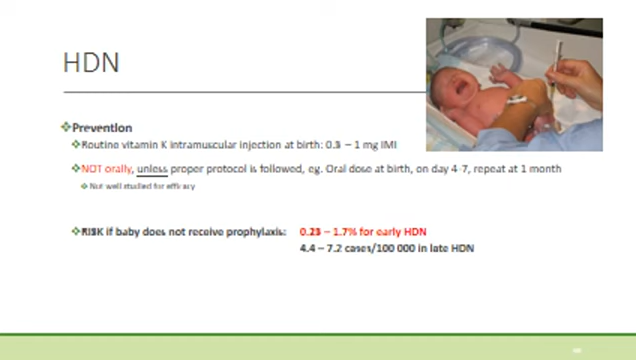 HDN
Prevention
Routine vitamin K intramuscular injection at birth: 0.3 – 1 mg IMI
NOT orally, unless proper protocol is followed, eg. Oral dose at birth, on day 4-7, repeat at 1 month
Not well studied for efficacy
RISK if baby does not receive prophylaxis: 0.25 – 1.7% for early HDN
4.4 – 7.2 cases/100 000 in late HDN